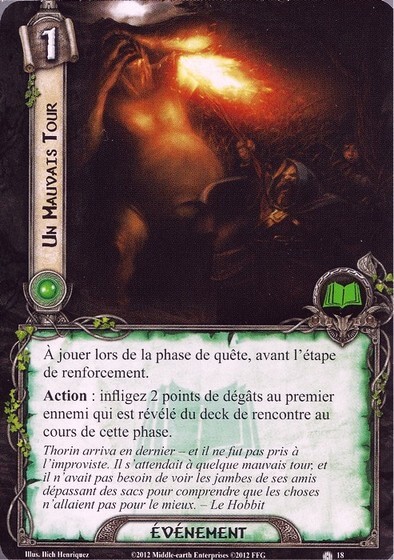 1
UN MAUVAIS TOUR
À jouer lors de la phase de quête, avant l'étape
de renforcement.
Action : infligez 2 points de dégâts au premier
ennemi qui est révélé du deck de rencontre au
cours de cette phase.
Thorin arriva en dernier – et il ne fut pas pris à
l'improviste. Il s'attendait à quelque mauvais tour, et
il n'avait pas besoin de voir les jambes de ses amis
dépassant des sacs pour comprendre que les choses
n'allaient pas pour le mieux. – Le Hobbit
ÉVÉNEMENT
Illus. Ilich Henriquez ©2012 Middle-earth Enterprises ©2012 FFG 18